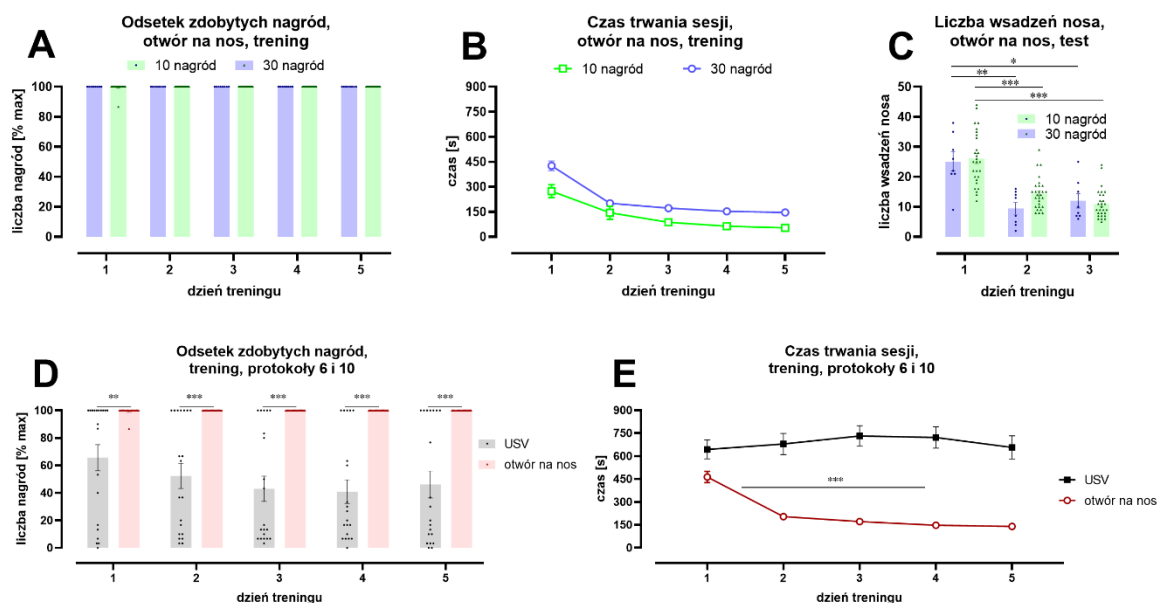 A
Odsetek zdobytych nagród,
otwór na nos, trening
10 nagród
30 nagród
liczba nagród [% max]
100
80
60
40
20
0
1 2 3 4 5
dzień treningu
B
Czas trwania sesji,
otwór na nos, trening
10 nagród
30 nagród
czas [s]
900
750
600
450
300
150
0
1 2 3 4 5
dzień treningu
C
Liczba wsadzeń nosa,
otwór na nos, test
*
**
***
***
10 nagród
30 nagród
liczba wsadzeń nosa
50
40
30
20
10
0
1 2 3
dzień treningu
D
Odsetek zdobytych nagród,
trening, protokoły 6 i 10
** *** *** *** ***
USV
otwór na nos
liczba nagród [% max]
100
80
60
40
20
0
1 2 3 4 5
dzień treningu
E
Czas trwania sesji,
trening, protokoły 6 i 10
***
USV
otwór na nos
czas [s]
900
750
600
450
300
150
0
1 2 3 4 5
dzień treningu